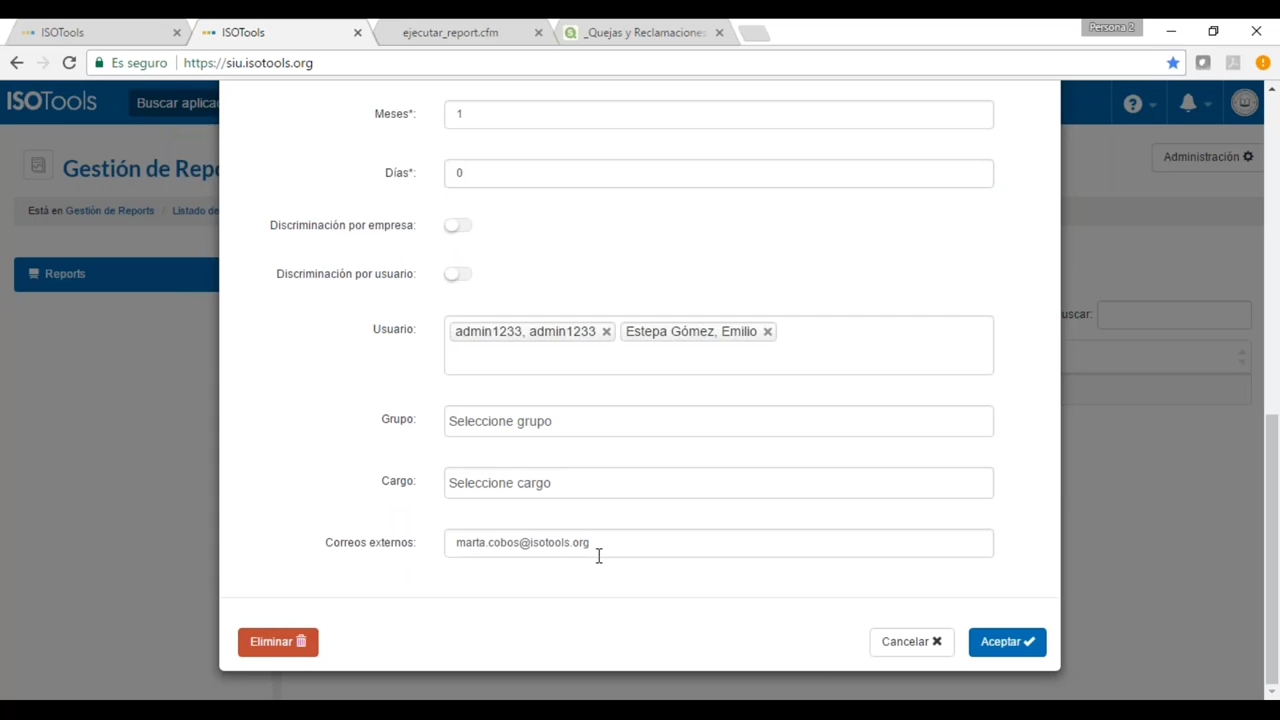 ISOTools
ISOTools
ejecutar_report.cfm
_Quejas y Reclamaciones
Persona 2
Es seguro
https://siu.isotools.org
ISOTools
Buscar aplica
?
Gestión de Rep
Administración
Está en Gestión de Reports / Listado de
Reports
Meses*:
1
Días*:
0
Discriminación por empresa:
Discriminación por usuario:
Usuario:
admin1233, admin1233
Estepa Gómez, Emilio
uscar:
Grupo:
Seleccione grupo
Cargo:
Seleccione cargo
Correos externos:
marta.cobos@isotools.org
Eliminar
Cancelar
Aceptar